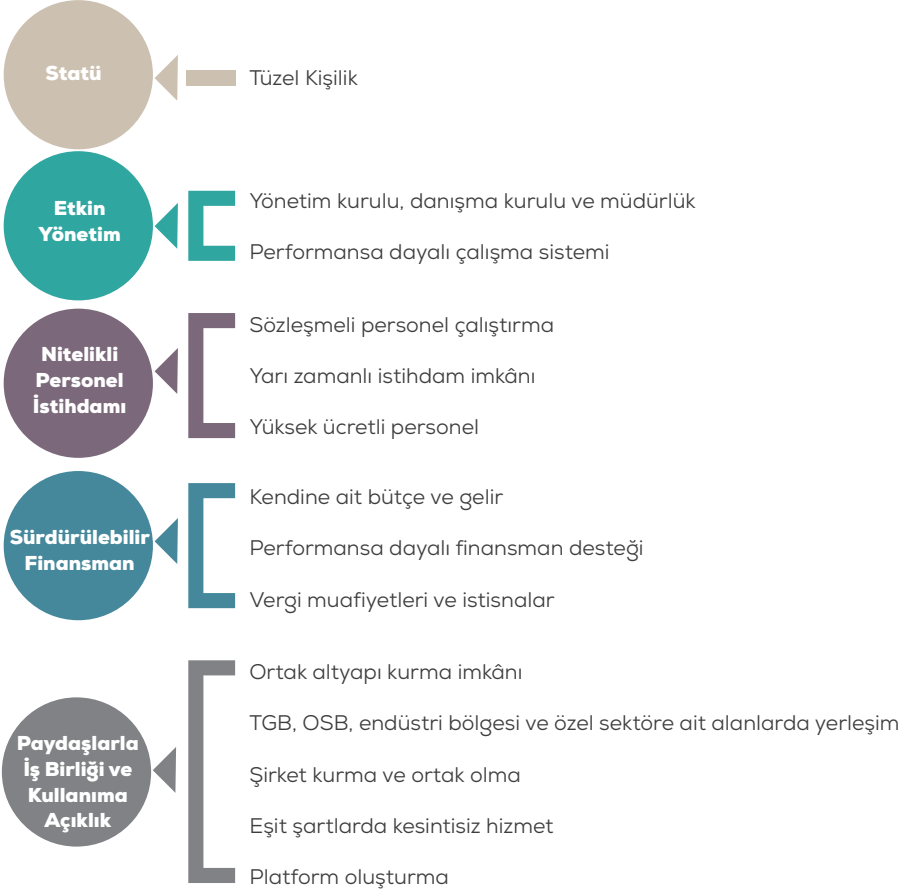 Statü
Tüzel Kişilik
Etkin
Yönetim
Yönetim kurulu, danışma kurulu ve müdürlük
Performansa dayalı çalışma sistemi
Nitelikli
Personel
İstihdamı
Sözleşmeli personel çalıştırma
Yarı zamanlı istihdam imkânı
Yüksek ücretli personel
Sürdürülebilir
Finansman
Kendine ait bütçe ve gelir
Performansa dayalı finansman desteği
Vergi muafiyetleri ve istisnalar
Paydaşlarla
İş Birliği ve
Kullanıma
Açıklık
Ortak altyapı kurma imkânı
TGB, OSB, endüstri bölgesi ve özel sektöre ait alanlarda yerleşim
Şirket kurma ve ortak olma
Eşit şartlarda kesintisiz hizmet
Platform oluşturma